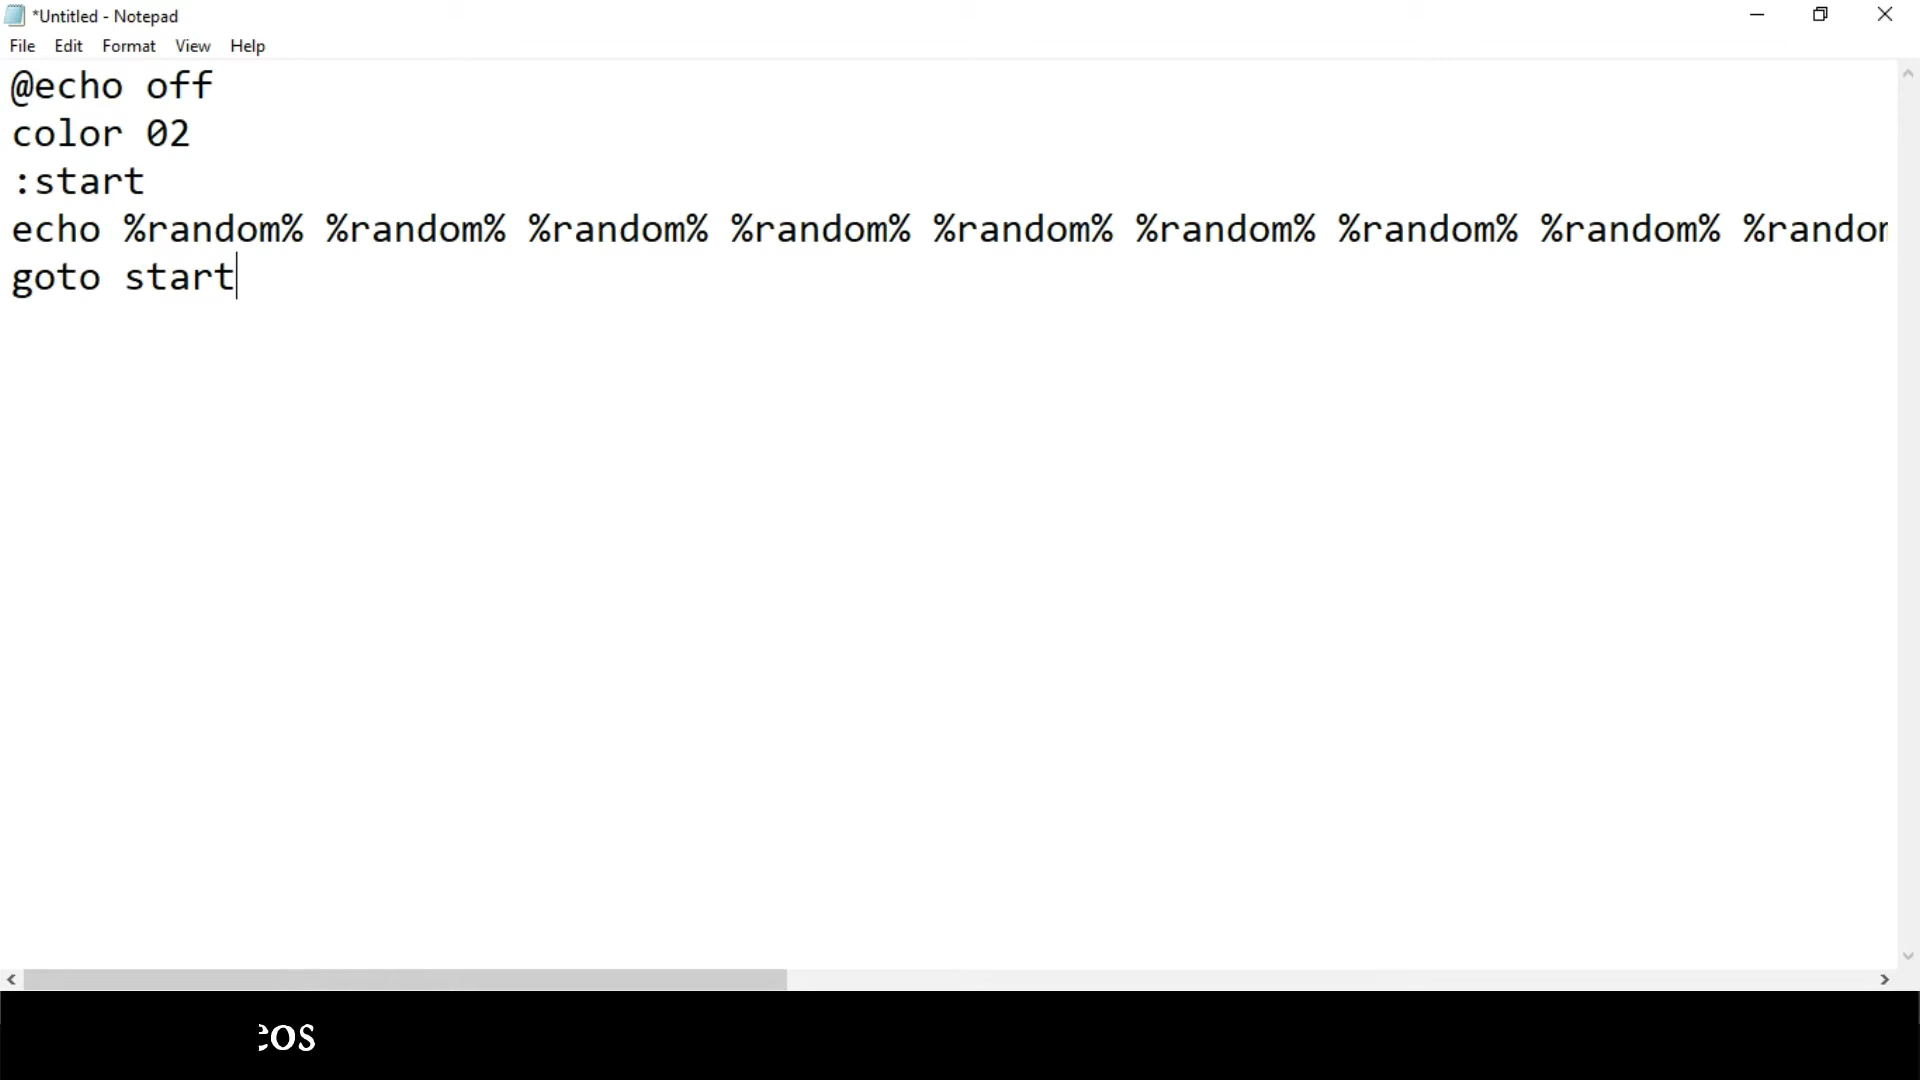 *Untitled - Notepad
File Edit Format View Help
@echo off
color 02
:start
echo %random% %random% %random% %random% %random% %random% %random% %random%
goto start